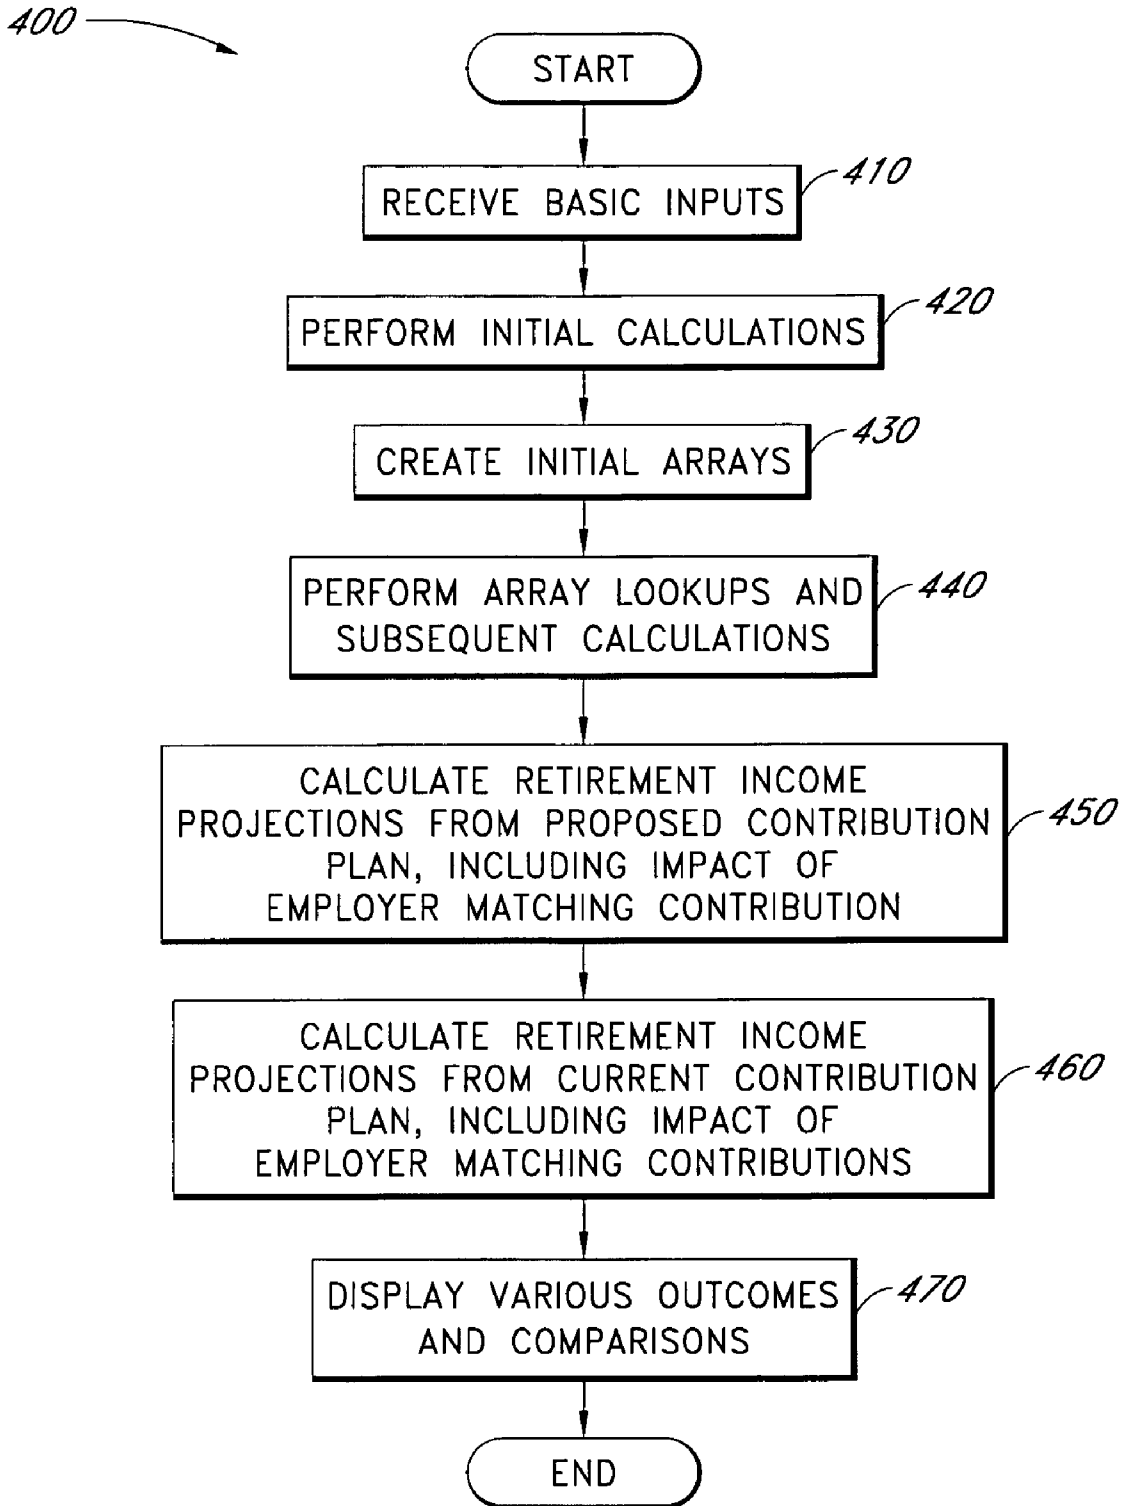 400
START
RECEIVE BASIC INPUTS
410
PERFORM INITIAL CALCULATIONS
420
CREATE INITIAL ARRAYS
430
PERFORM ARRAY LOOKUPS AND
SUBSEQUENT CALCULATIONS
440
CALCULATE RETIREMENT INCOME
PROJECTIONS FROM PROPOSED CONTRIBUTION
PLAN, INCLUDING IMPACT OF
EMPLOYER MATCHING CONTRIBUTION
450
CALCULATE RETIREMENT INCOME
PROJECTIONS FROM CURRENT CONTRIBUTION
PLAN, INCLUDING IMPACT OF
EMPLOYER MATCHING CONTRIBUTIONS
460
DISPLAY VARIOUS OUTCOMES
AND COMPARISONS
470
END